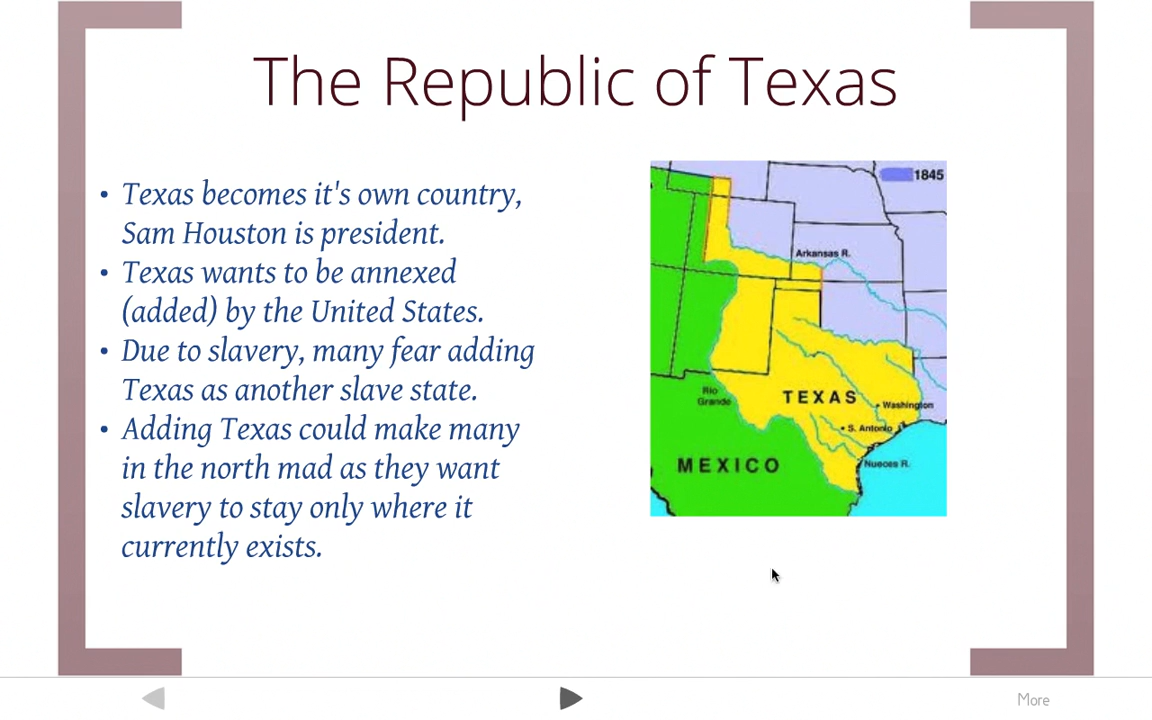 The Republic of Texas
• Texas becomes it's own country,
Sam Houston is president.
• Texas wants to be annexed
(added) by the United States.
• Due to slavery, many fear adding
Texas as another slave state.
• Adding Texas could make many
in the north mad as they want
slavery to stay only where it
currently exists.
1845
Arkansas R.
Rio
Grande
TEXAS
Washington
S. Antonio
MEXICO
Nueces R.
More